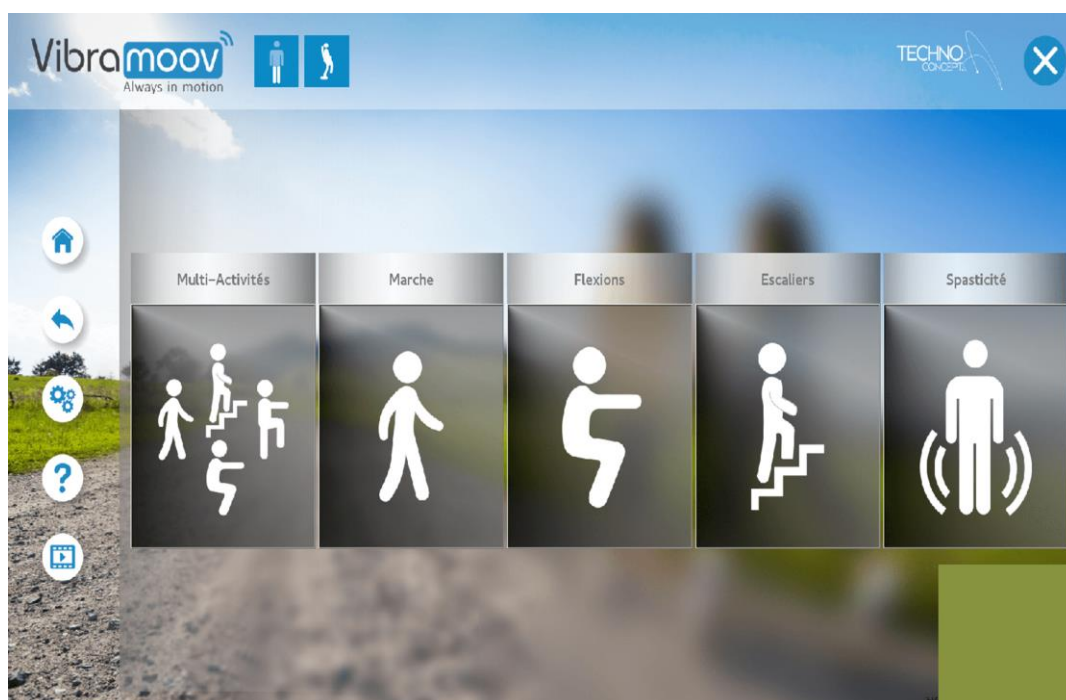 Vibramoov
Always in motion
TECHNO
CONCEPT
Multi-Activités
Marche
Flexions
Escaliers
Spasticité
?